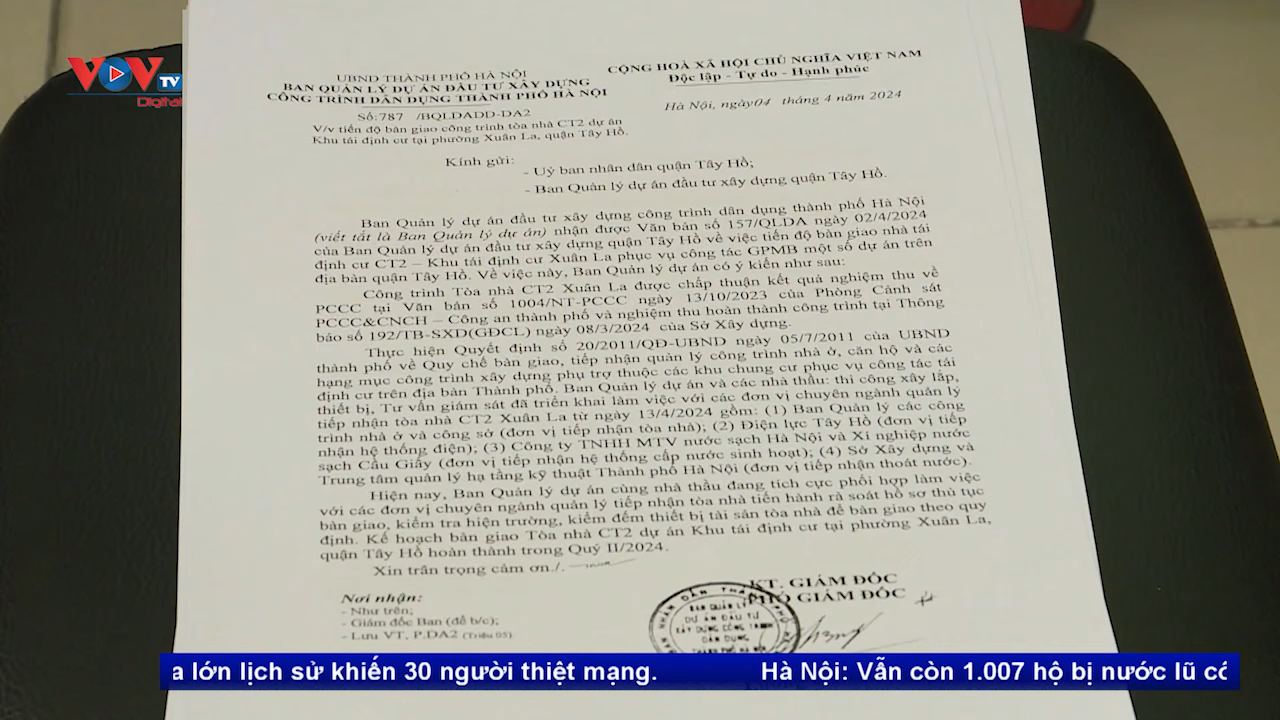 VOV TV
Digital
UBND THÀNH PHỐ HÀ NỘI
BAN QUẢN LÝ DỰ ÁN ĐẦU TƯ XÂY DỰNG
CÔNG TRÌNH DÂN DỤNG THÀNH PHỐ HÀ NỘI
CỘNG HOÀ XÃ HỘI CHỦ NGHĨA VIỆT NAM
Độc lập - Tự do - Hạnh phúc
Số:787 /BQLDADD-DA2
Hà Nội, ngày04 tháng 4 năm 2024
V/v tiến độ bàn giao công trình tòa nhà CT2 dự án
Khu tái định cư tại phường Xuân La, quận Tây Hồ.
Kính gửi:
- Uỷ ban nhân dân quận Tây Hồ;
- Ban Quản lý dự án đầu tư xây dựng quận Tây Hồ.
Ban Quản lý dự án đầu tư xây dựng công trình dân dụng thành phố Hà Nội
(viết tắt là Ban Quản lý dự án) nhận được Văn bản số 157/QLDA ngày 02/4/2024
của Ban Quản lý dự án đầu tư xây dựng quận Tây Hồ về việc tiến độ bàn giao nhà tái
định cư CT2 – Khu tái định cư Xuân La phục vụ công tác GPMB một số dự án trên
địa bàn quận Tây Hồ. Về việc này, Ban Quản lý dự án có ý kiến như sau:
Công trình Tòa nhà CT2 Xuân La được chấp thuận kết quả nghiệm thu về
PCCC tại Văn bản số 1004/NT-PCCC ngày 13/10/2023 của Phòng Cảnh sát
PCCC&CNCH – Công an thành phố và nghiệm thu hoàn thành công trình tại Thông
báo số 192/TB-SXD(GĐCL) ngày 08/3/2024 của Sở Xây dựng.
Thực hiện Quyết định số 20/2011/QĐ-UBND ngày 05/7/2011 của UBND
thành phố về Quy chế bàn giao, tiếp nhận quản lý công trình nhà ở, căn hộ và các
hạng mục công trình xây dựng phụ trợ thuộc các khu chung cư phục vụ công tác tái
định cư trên địa bàn Thành phố. Ban Quản lý dự án và các nhà thầu: thi công xây lắp,
thiết bị, Tư vấn giám sát đã triển khai làm việc với các đơn vị chuyên ngành quản lý
tiếp nhận tòa nhà CT2 Xuân La từ ngày 13/4/2024 gồm: (1) Ban Quản lý các công
trình nhà ở và công sở (đơn vị tiếp nhận tòa nhà); (2) Điện lực Tây Hồ (đơn vị tiếp
nhận hệ thống điện); (3) Công ty TNHH MTV nước sạch Hà Nội và Xí nghiệp nước
sạch Cầu Giấy (đơn vị tiếp nhận hệ thống cấp nước sinh hoạt); (4) Sở Xây dựng và
Trung tâm quản lý hạ tầng kỹ thuật Thành phố Hà Nội (đơn vị tiếp nhận thoát nước).
Hiện nay, Ban Quản lý dự án cùng nhà thầu đang tích cực phối hợp làm việc
với các đơn vị chuyên ngành quản lý tiếp nhận tòa nhà tiến hành rà soát hồ sơ thủ tục
bàn giao, kiểm tra hiện trường, kiểm đếm thiết bị tài sản tòa nhà để bàn giao theo quy
định. Kế hoạch bàn giao Tòa nhà CT2 dự án Khu tái định cư tại phường Xuân La,
quận Tây Hồ hoàn thành trong Quý II/2024.
Xin trân trọng cảm ơn./.
Nơi nhận:
- Như trên;
- Giám đốc Ban (để b/c);
- Lưu VT, P.DA2 (Triệu 05)
KT. GIÁM ĐỐC
PHÓ GIÁM ĐỐC
BAN QUẢN LÝ
DỰ ÁN ĐẦU TƯ
XÂY DỰNG CÔNG TRÌNH
DÂN DỤNG
THÀNH PHỐ HÀ NỘI
a lớn lịch sử khiến 30 người thiệt mạng.
Hà Nội: Vẫn còn 1.007 hộ bị nước lũ cô